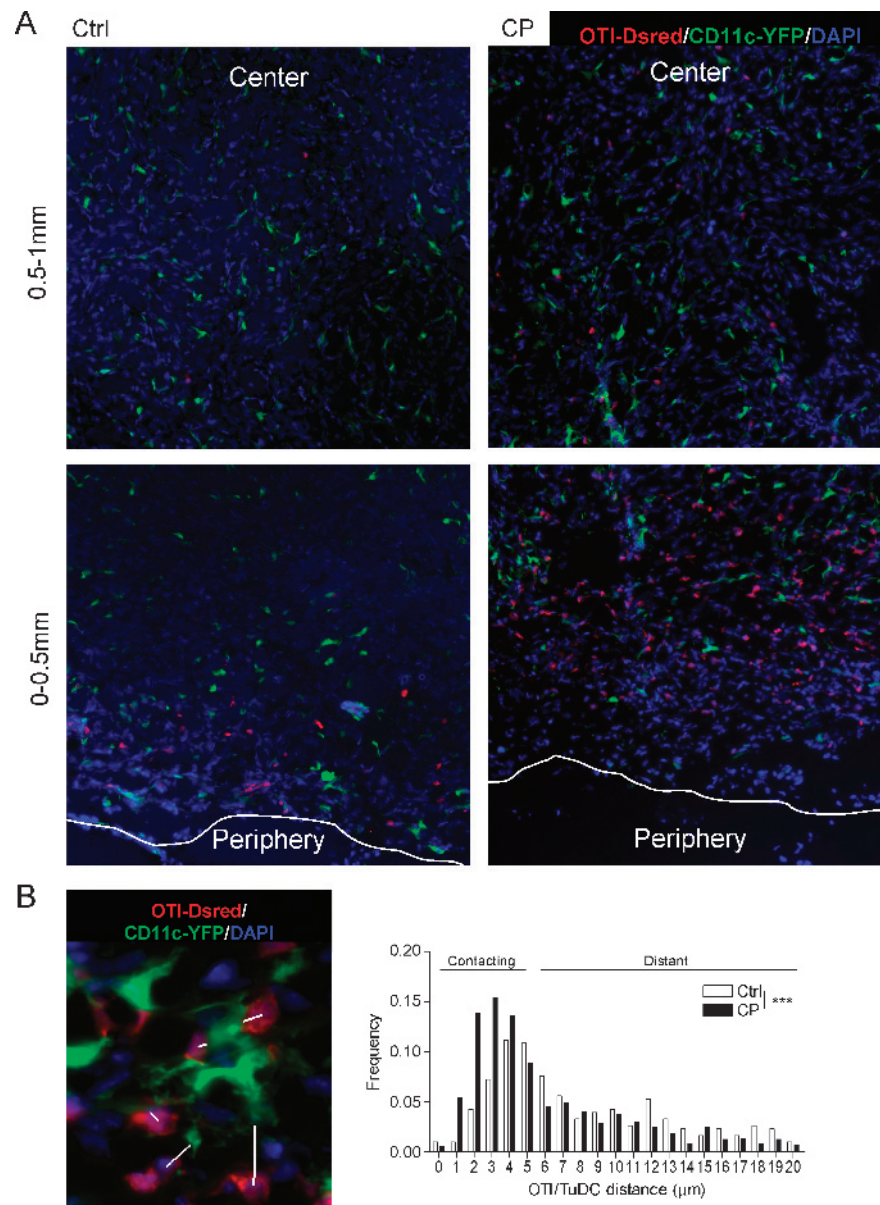 A
Ctrl
CP
OTI-Dsred/CD11c-YFP/DAPI
Center
Center
0.5-1mm
0-0.5mm
Periphery
Periphery
B
OTI-Dsred/
CD11c-YFP/DAPI
Contacting
Distant
Ctrl
CP
***
Frequency
0.20
0.15
0.10
0.05
0.00
0 1 2 3 4 5 6 7 8 9 10 11 12 13 14 15 16 17 18 19 20
OTI/TuDC distance (μm)